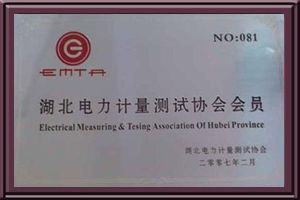 NO:081
EMTA
湖北电力计量测试协会会员
Electrical Measuring & Tesing Association Of Hubei Province
湖北电力计量测试协会
二零零七年二月